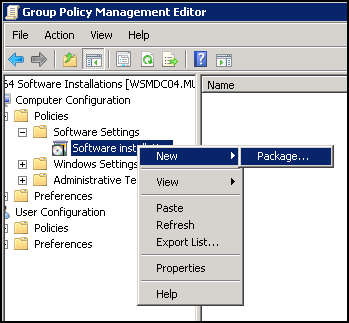 Group Policy Management Editor
File Action View Help
64 Software Installations [WSMDC04.MU
Name
Computer Configuration
Policies
Software Settings
Software install
New
Package...
Windows Settings
Administrative Te
View
Preferences
User Configuration
Paste
Policies
Refresh
Preferences
Export List...
Properties
Help